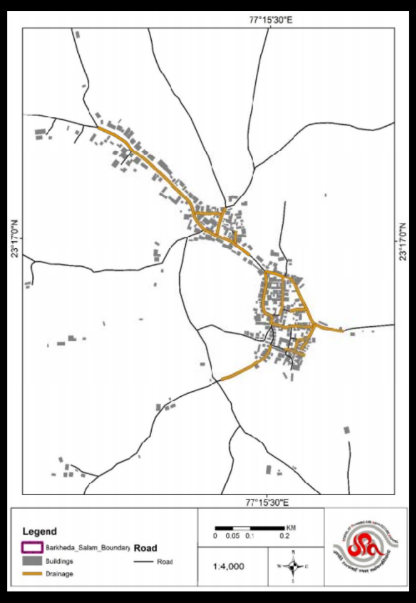 77°15'30"E
23°17'0"N
23°17'0"N
77°15'30"E
Legend
Barkheda_Salam_Boundary
Buildings
Drainage
Road
Road
KM
0 0.05 0.1 0.2
1:4,000
N
W E
S